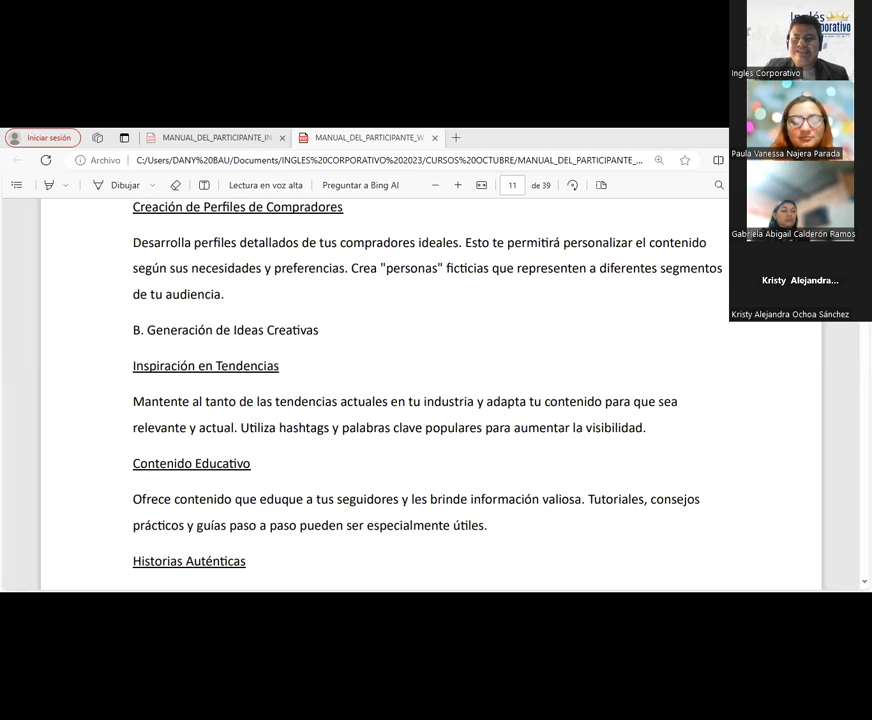 Inglés
porativo
Ingles Corporativo
Iniciar sesión
MANUAL_DEL_PARTICIPANTE_IN
MANUAL_DEL_PARTICIPANTE_W
Paula Vanessa Najera Parada
Archivo
C:/Users/DANY%20BAU/Documents/INGLES%20CORPORATIVO%202023/CURSOS%20OCTUBRE/MANUAL_DEL_PARTICIPANTE_...
Dibujar
Lectura en voz alta
Preguntar a Bing AI
11
de 39
Creación de Perfiles de Compradores
Gabriela Abigail Calderón Ramos
Desarrolla perfiles detallados de tus compradores ideales. Esto te permitirá personalizar el contenido
según sus necesidades y preferencias. Crea "personas" ficticias que representen a diferentes segmentos
Kristy Alejandra...
de tu audiencia.
Kristy Alejandra Ochoa Sánchez
B. Generación de Ideas Creativas
Inspiración en Tendencias
Mantente al tanto de las tendencias actuales en tu industria y adapta tu contenido para que sea
relevante y actual. Utiliza hashtags y palabras clave populares para aumentar la visibilidad.
Contenido Educativo
Ofrece contenido que eduque a tus seguidores y les brinde información valiosa. Tutoriales, consejos
prácticos y guías paso a paso pueden ser especialmente útiles.
Historias Auténticas